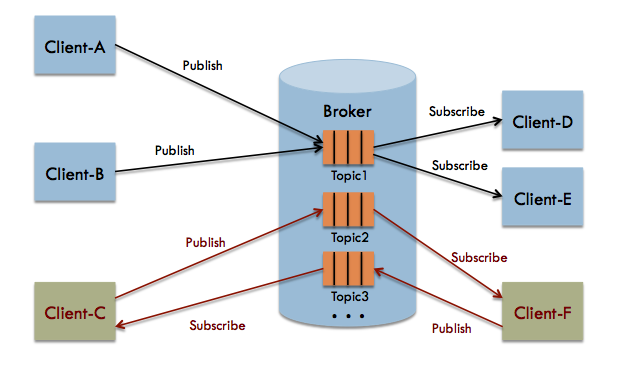 Client-A
Publish
Broker
Subscribe
Client-D
Publish
Client-B
Topic1
Subscribe
Client-E
Publish
Topic2
Subscribe
Client-C
Topic3
Client-F
Subscribe
Publish
• • •